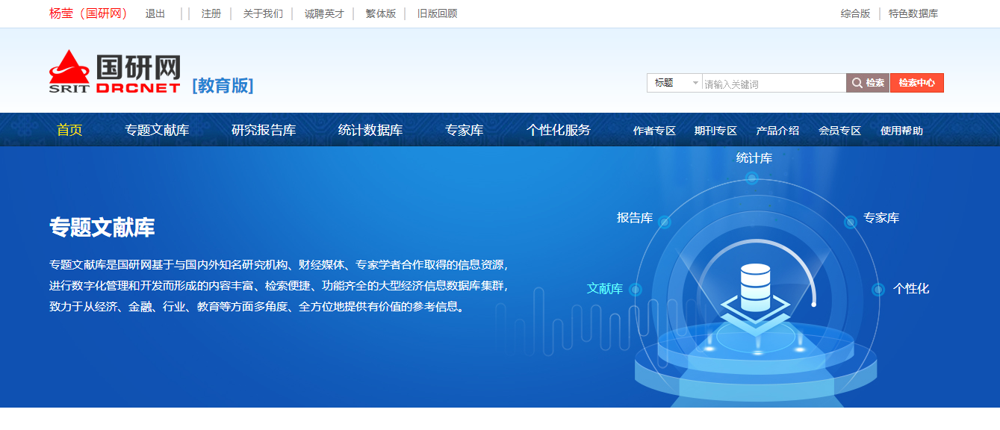 杨莹（国研网） 退出 注册 关于我们 诚聘英才 繁体版 旧版回顾 综合版 特色数据库
国研网
SRIT DRCNET [教育版]
标题 请输入关键词 检索 检索中心
首页 专题文献库 研究报告库 统计数据库 专家库 个性化服务 作者专区 期刊专区 产品介绍 会员专区 使用帮助
统计库
报告库 专家库
文献库 个性化
专题文献库
专题文献库是国研网基于与国内外知名研究机构、财经媒体、专家学者合作取得的信息资源，
进行数字化管理和开发而形成的内容丰富、检索便捷、功能齐全的大型经济信息数据库集群，
致力于从经济、金融、行业、教育等方面多角度、全方位地提供有价值的参考信息。